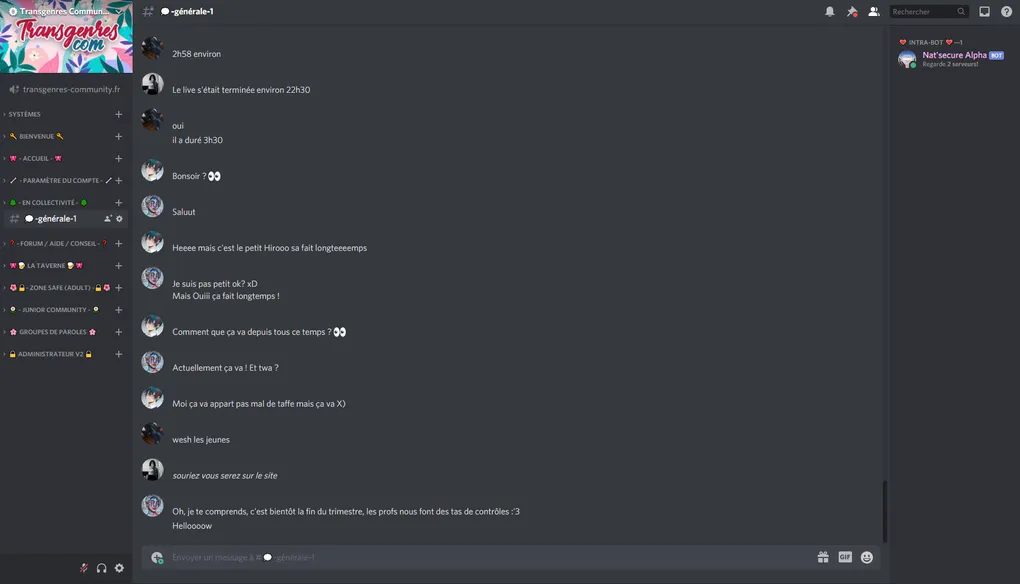 Transgenres Commun...
Transgenres
com
transgenres-community.fr
SYSTÈMES
BIENVENUE
- ACCUEIL -
- PARAMÈTRE DU COMPTE -
- EN COLLECTIVITÉ -
-générale-1
- FORUM / AIDE / CONSEIL -
LA TAVERNE
- ZONE SAFE (ADULT) -
- JUNIOR COMMUNITY -
GROUPES DE PAROLES
ADMINISTRATEUR V2
# -générale-1
Rechercher
2h58 environ
Le live s'était terminée environ 22h30
oui
il a duré 3h30
Bonsoir ? 👀
Saluut
Heeee mais c'est le petit Hirooo sa fait longteeeemps
Je suis pas petit ok? xD
Mais Ouiii ça fait longtemps !
Comment que ça va depuis tous ce temps ? 👀
Actuellement ça va ! Et twa ?
Moi ça va appart pas mal de taffe mais ça va X)
wesh les jeunes
souriez vous serez sur le site
Oh, je te comprends, c'est bientôt la fin du trimestre, les profs nous font des tas de contrôles :'3
Helloooow
Envoyer un message à # -générale-1
GIF
INTRA-BOT —1
Nat'secure Alpha BOT
Regarde 2 serveurs!